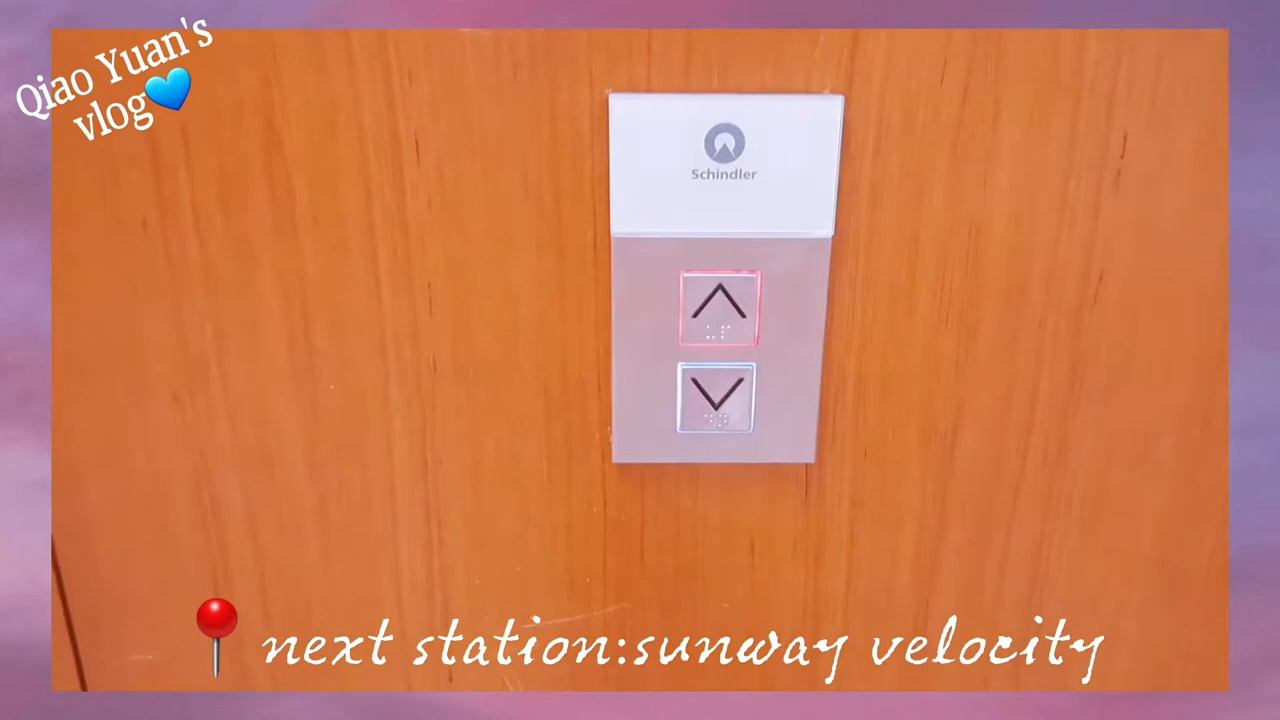 Qiao Yuan's
vlog💙
Schindler
📍next station:sunway velocity